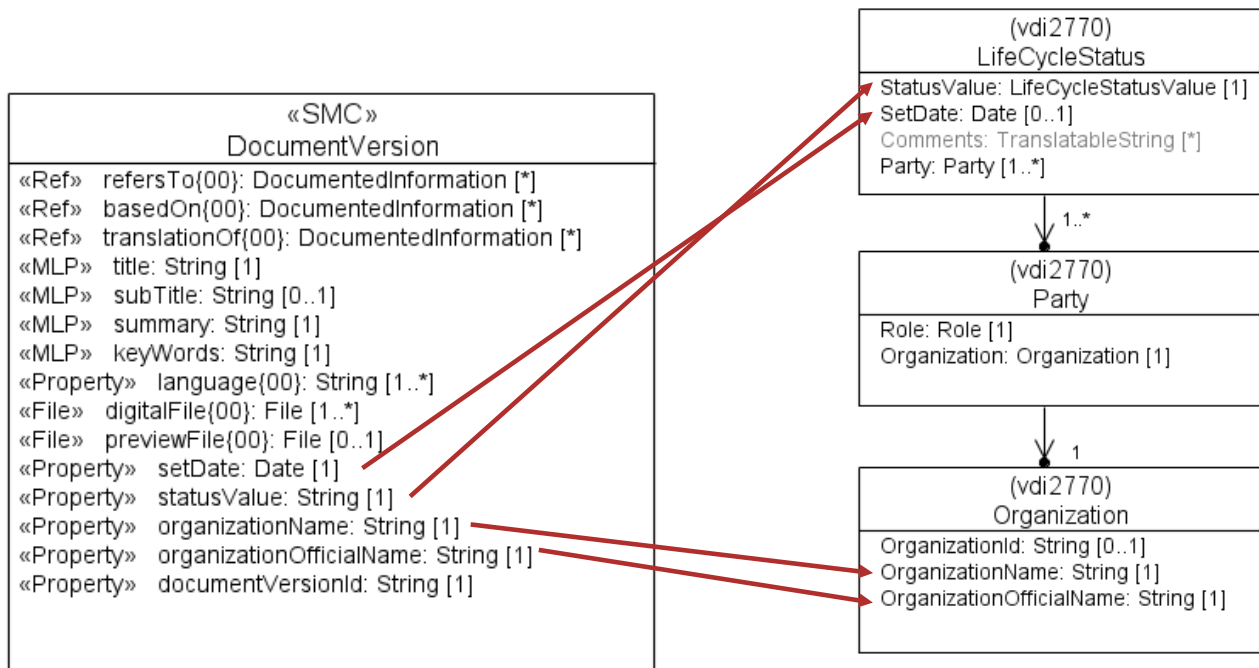 «SMC»
DocumentVersion
«Ref» refersTo{00}: DocumentedInformation [*]
«Ref» basedOn{00}: DocumentedInformation [*]
«Ref» translationOf{00}: DocumentedInformation [*]
«MLP» title: String [1]
«MLP» subTitle: String [0..1]
«MLP» summary: String [1]
«MLP» keyWords: String [1]
«Property» language{00}: String [1..*]
«File» digitalFile{00}: File [1..*]
«File» previewFile{00}: File [0..1]
«Property» setDate: Date [1]
«Property» statusValue: String [1]
«Property» organizationName: String [1]
«Property» organizationOfficialName: String [1]
«Property» documentVersionId: String [1]
(vdi2770)
LifeCycleStatus
StatusValue: LifeCycleStatusValue [1]
SetDate: Date [0..1]
Comments: TranslatableString [*]
Party: Party [1..*]
1..*
(vdi2770)
Party
Role: Role [1]
Organization: Organization [1]
1
(vdi2770)
Organization
OrganizationId: String [0..1]
OrganizationName: String [1]
OrganizationOfficialName: String [1]